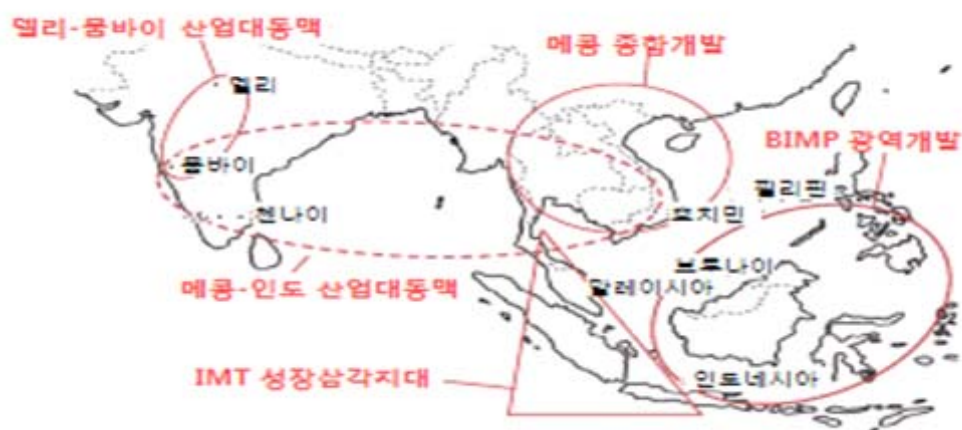 델리-뭄바이 산업대동맥
메콩 종합개발
델리
BIMP 광역개발
뭄바이
필리핀
첸나이
호치민
브루나이
메콩-인도 산업대동맥
말레이시아
IMT 성장삼각지대
인도네시아